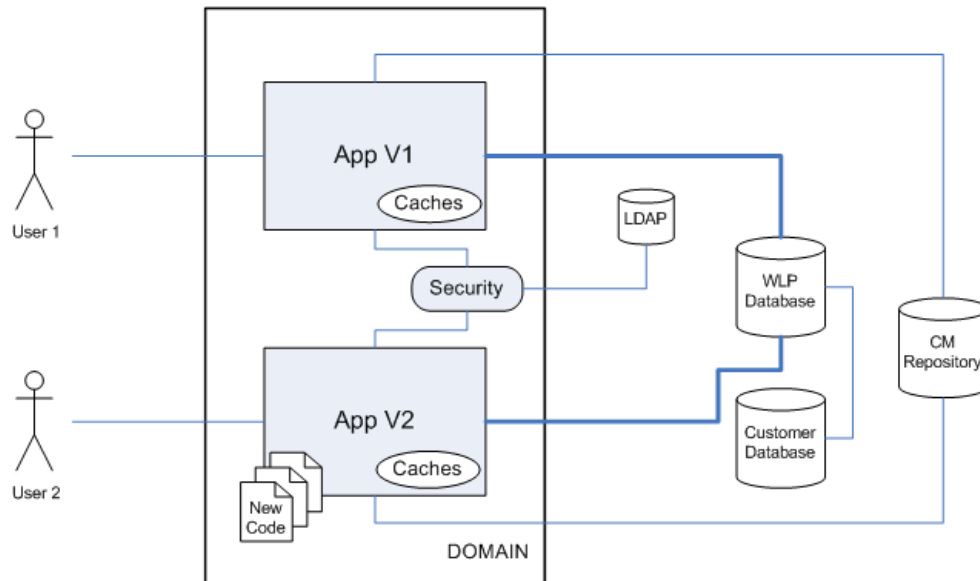 App V1
Caches
User 1
LDAP
Security
WLP
Database
CM
Repository
App V2
Caches
Customer
Database
User 2
New
Code
DOMAIN